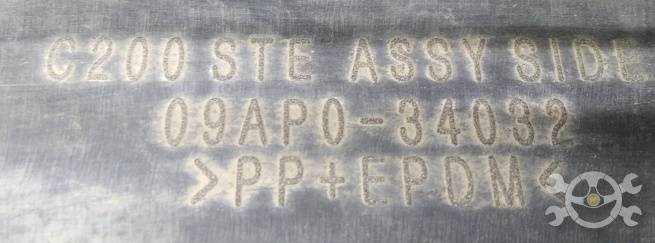 C200 STE ASSY SIDE
09AP0-34032
>PP+EPDM<